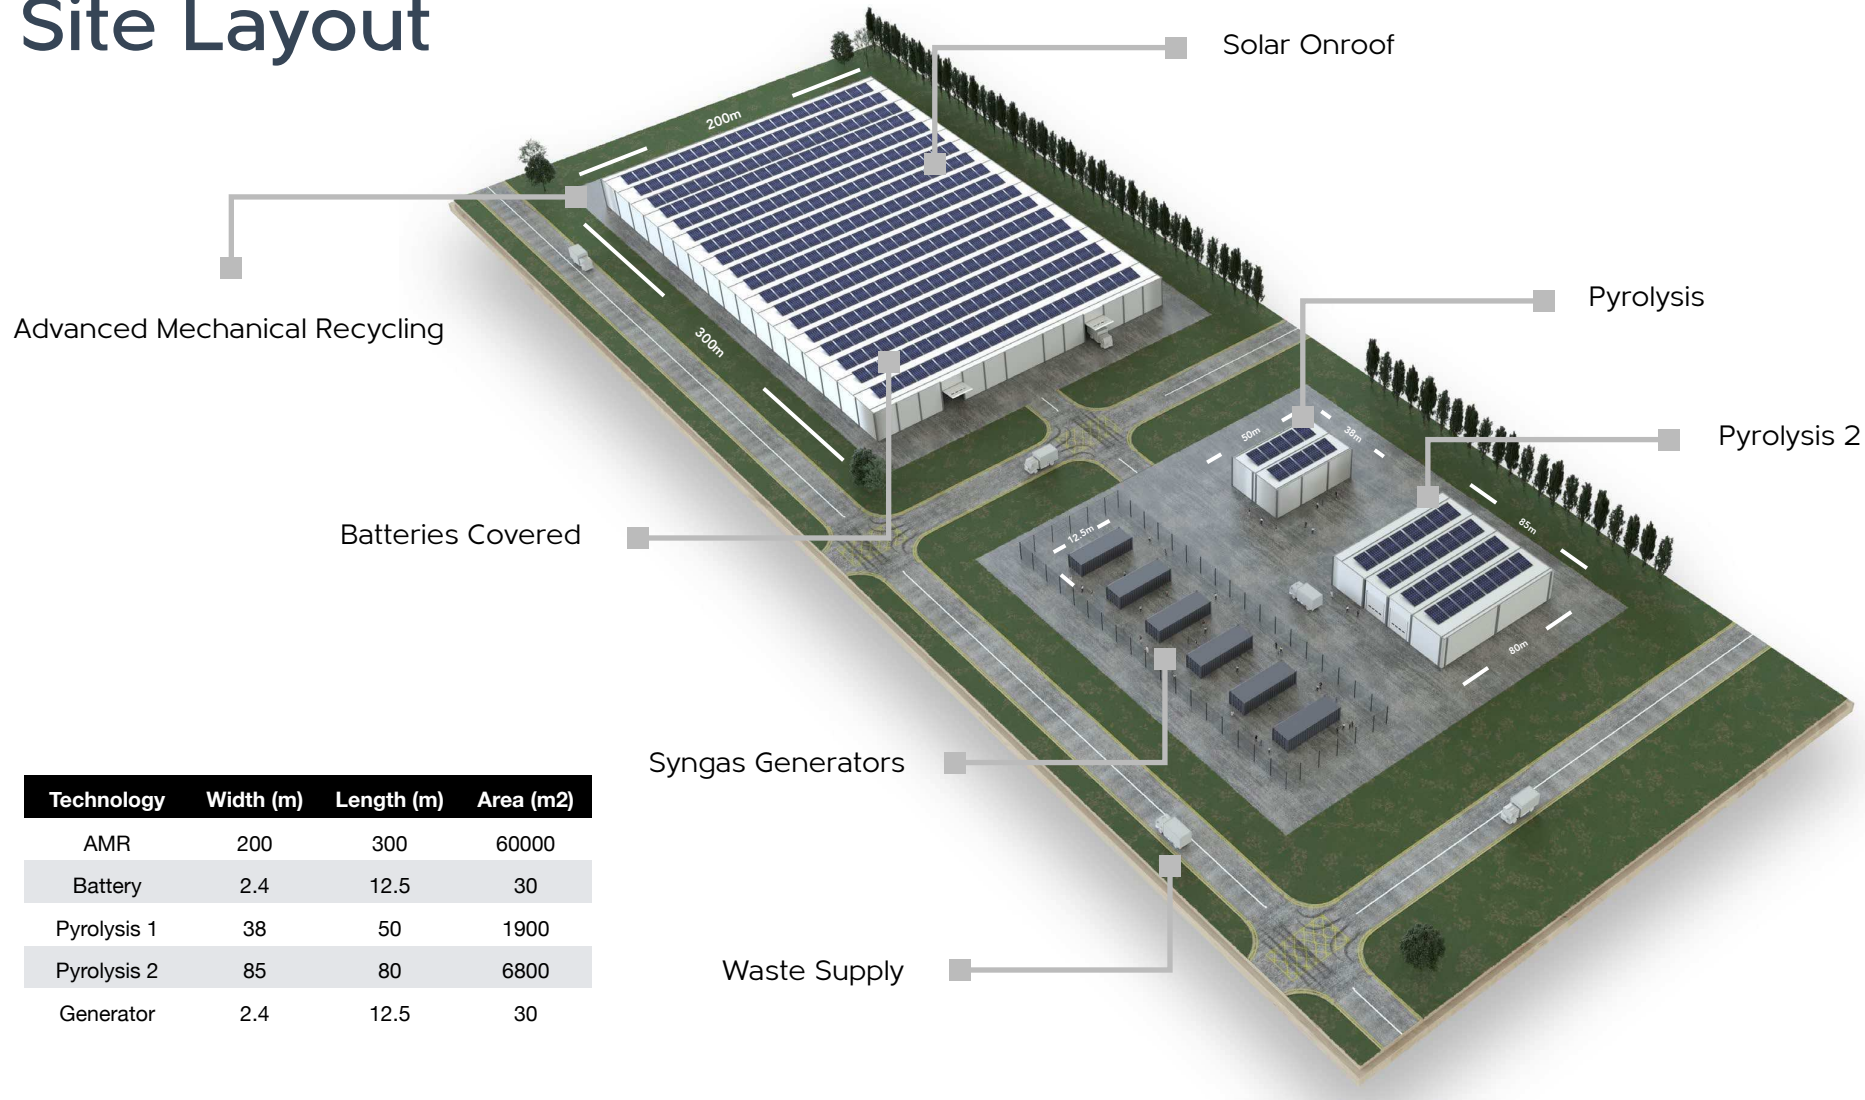 Site Layout
Solar Onroof
200m
Advanced Mechanical Recycling
300m
Pyrolysis
50m
38m
Pyrolysis 2
85m
80m
Batteries Covered
12.5m
Syngas Generators
Waste Supply
Technology Width (m) Length (m) Area (m2)
AMR 200 300 60000
Battery 2.4 12.5 30
Pyrolysis 1 38 50 1900
Pyrolysis 2 85 80 6800
Generator 2.4 12.5 30